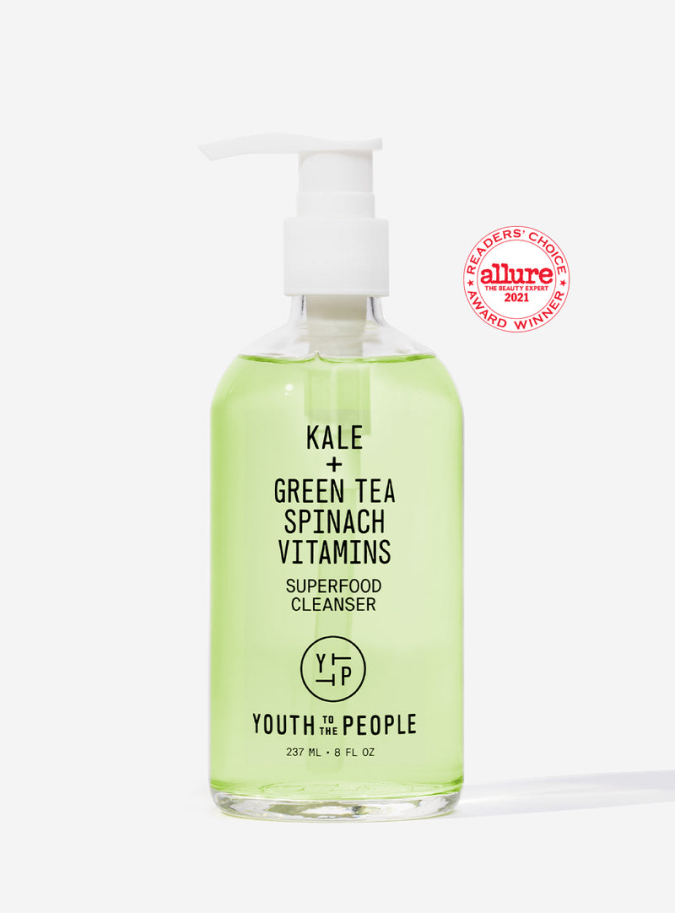 READERS' CHOICE
allure
THE BEAUTY EXPERT
2021
AWARD WINNER
KALE
+
GREEN TEA
SPINACH
VITAMINS
SUPERFOOD
CLEANSER
YTTP
YOUTH TO THE PEOPLE
237 ML • 8 FL OZ